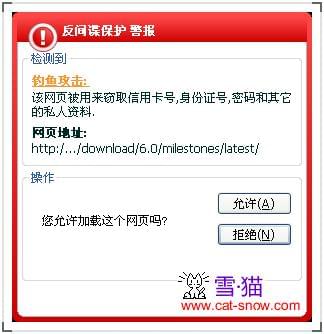 反间谍保护 警报
检测到
钓鱼攻击:
该网页被用来窃取信用卡号,身份证号,密码和其它
的私人资料.
网页地址:
http:/.../download/6.0/milestones/latest/
操作
您允许加载这个网页吗?
允许(A)
拒绝(N)
雪·猫
www.cat-snow.com